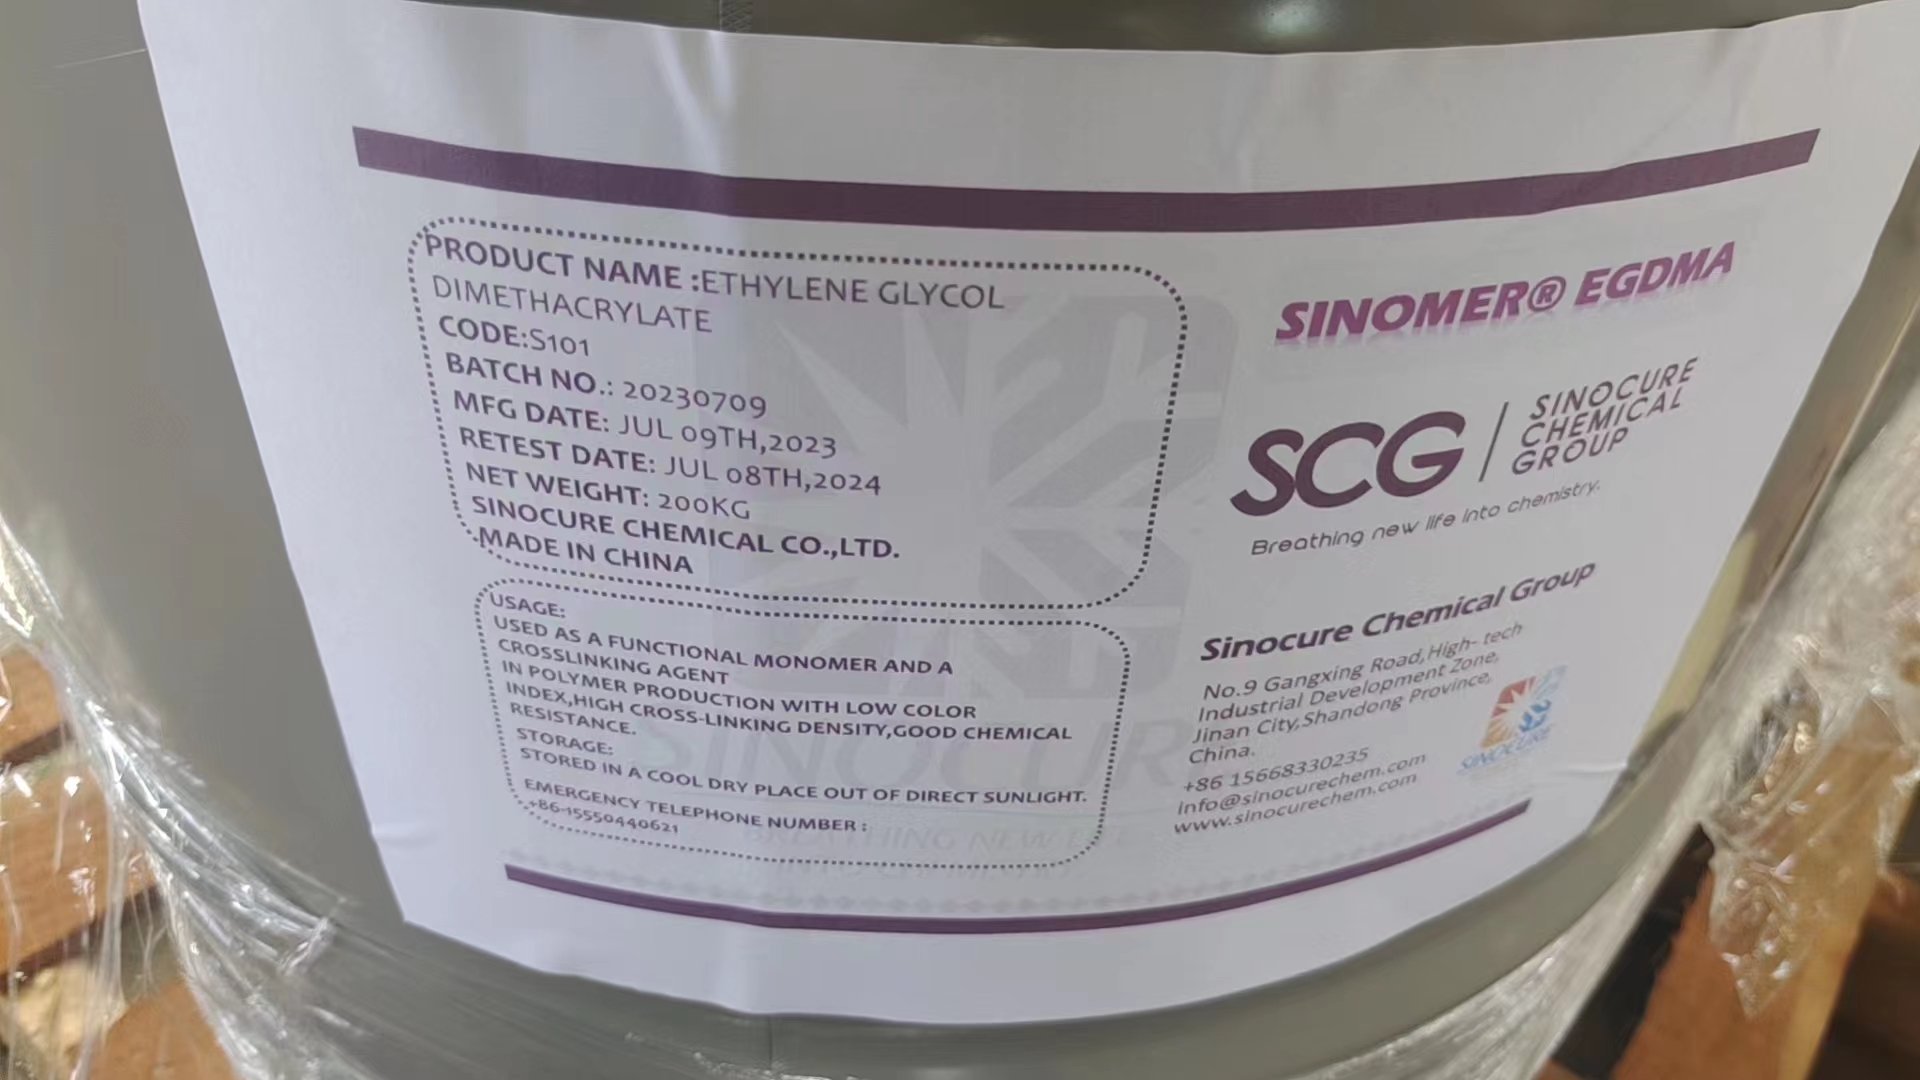 PRODUCT NAME :ETHYLENE GLYCOL
DIMETHACRYLATE
CODE:S101
BATCH NO.: 20230709
MFG DATE: JUL 09TH,2023
RETEST DATE: JUL 08TH,2024
NET WEIGHT: 200KG
SINOCURE CHEMICAL CO.,LTD.
MADE IN CHINA
USAGE:
USED AS A FUNCTIONAL MONOMER AND A
CROSSLINKING AGENT
IN POLYMER PRODUCTION WITH LOW COLOR
INDEX,HIGH CROSS-LINKING DENSITY,GOOD CHEMICAL
RESISTANCE.
STORAGE:
STORED IN A COOL DRY PLACE OUT OF DIRECT SUNLIGHT.
EMERGENCY TELEPHONE NUMBER :
+86-15550440621
SINOMER® EGDMA
SCG
SINOCURE
CHEMICAL
GROUP
Breathing new life into chemistry.
Sinocure Chemical Group
No.9 Gangxing Road,High- tech
Industrial Development Zone,
Jinan City,Shandong Province,
China.
+86 15668330235
info@sinocurechem.com
www.sinocurechem.com
SINOCURE
SINOCUR
BREATHING NEW